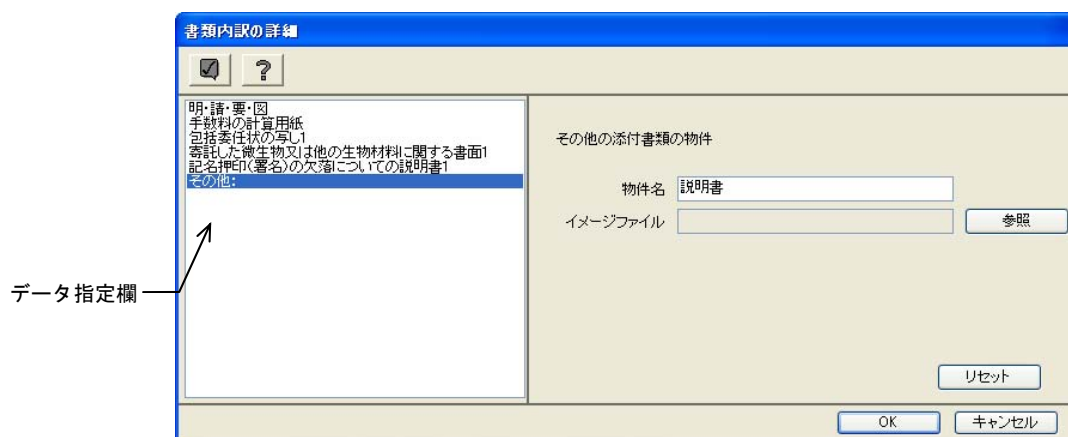 書類内訳の詳細
?
明・請・要・図
手数料の計算用紙
包括委任状の写し1
寄託した微生物又は他の生物材料に関する書面1
記名押印(署名)の欠落についての説明書1
その他:
その他の添付書類の物件
物件名 説明書
イメージファイル 参照
データ指定欄
リセット
OK キャンセル